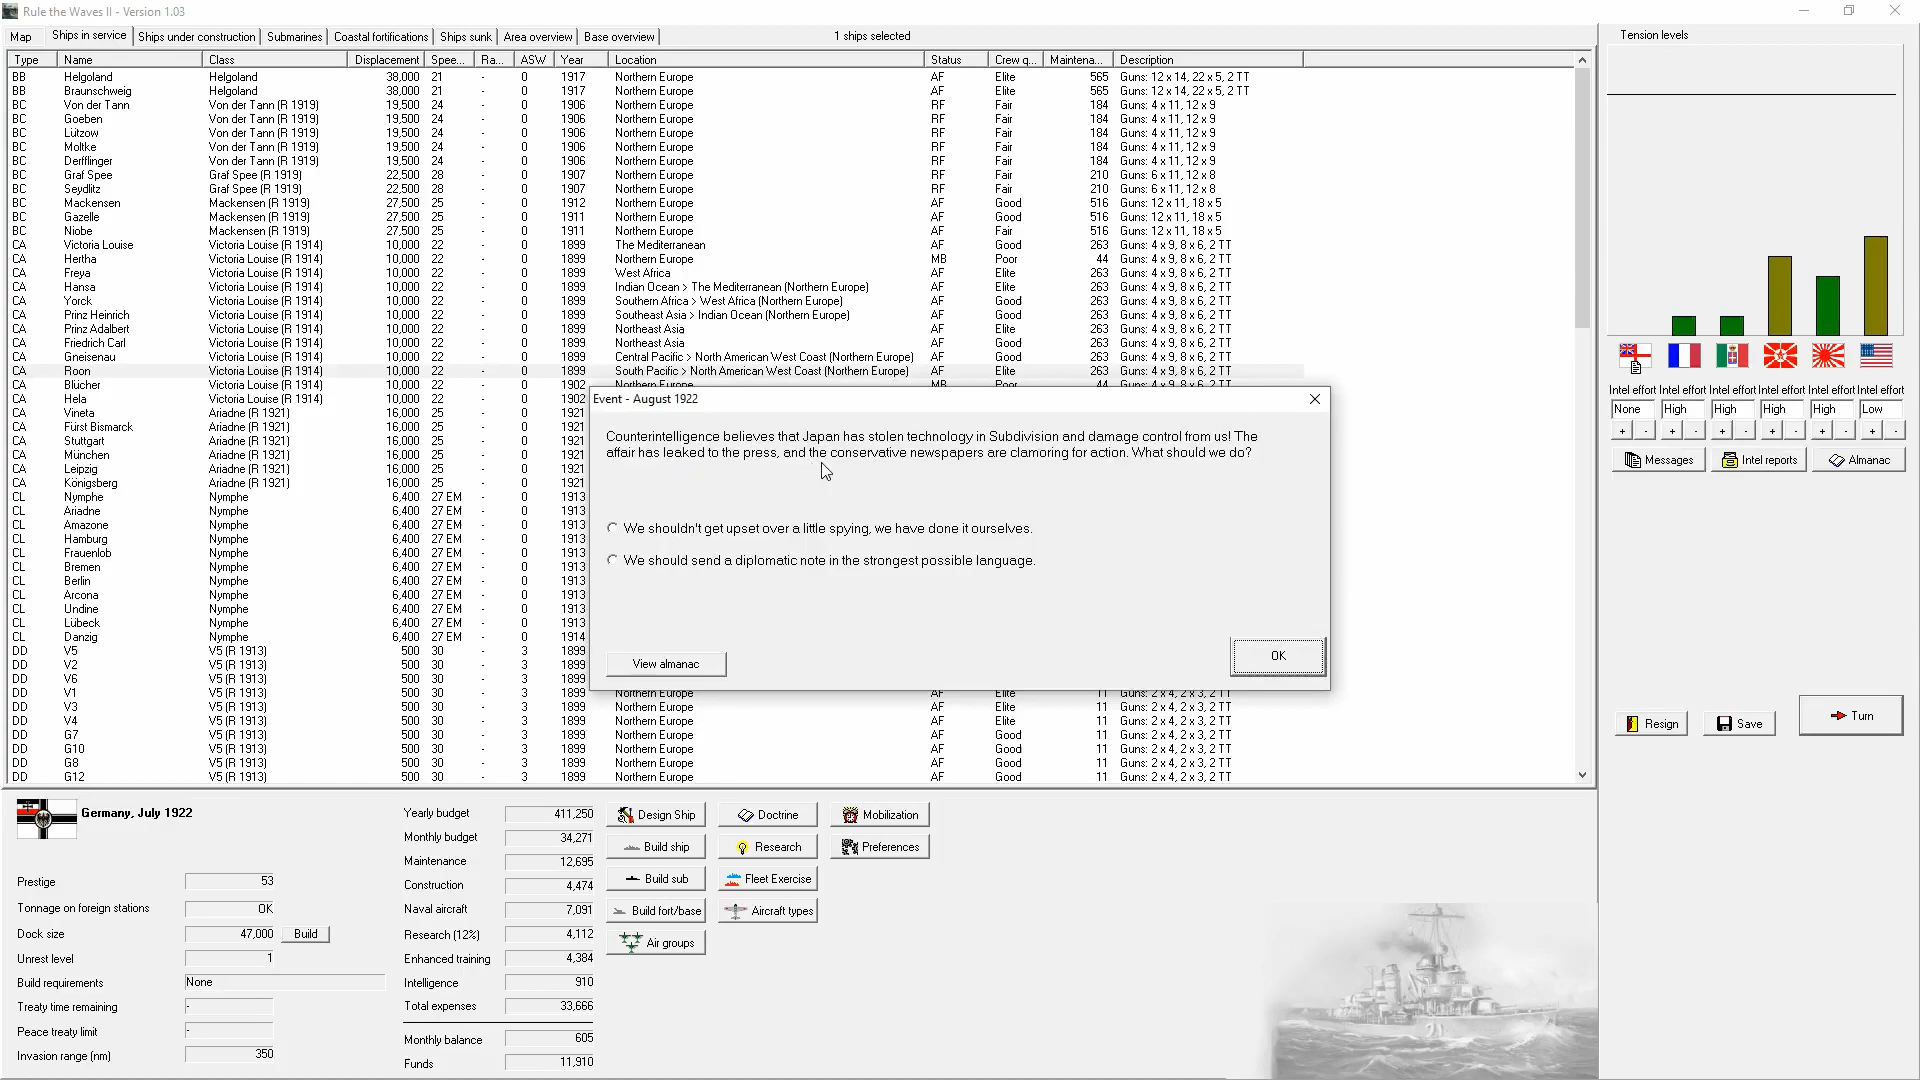 Rule the Waves II - Version 1.03
Map Ships in service Ships under construction Submarines Coastal fortifications Ships sunk Area overview Base overview 1 ships selected
Type Name Class Displacement Spee... Ra... ASW Year Location Status Crew q... Maintena... Description
BB Helgoland Helgoland 38,000 21 - 0 1917 Northern Europe AF Elite 565 Guns: 12 x 14, 22 x 5, 2 TT
BB Braunschweig Helgoland 38,000 21 - 0 1917 Northern Europe AF Elite 565 Guns: 12 x 14, 22 x 5, 2 TT
BC Von der Tann Von der Tann (R 1919) 19,500 24 - 0 1906 Northern Europe RF Fair 184 Guns: 4 x 11, 12 x 9
BC Goeben Von der Tann (R 1919) 19,500 24 - 0 1906 Northern Europe RF Fair 184 Guns: 4 x 11, 12 x 9
BC Lützow Von der Tann (R 1919) 19,500 24 - 0 1906 Northern Europe RF Fair 184 Guns: 4 x 11, 12 x 9
BC Moltke Von der Tann (R 1919) 19,500 24 - 0 1906 Northern Europe RF Fair 184 Guns: 4 x 11, 12 x 9
BC Derfflinger Von der Tann (R 1919) 19,500 24 - 0 1906 Northern Europe RF Fair 184 Guns: 4 x 11, 12 x 9
BC Graf Spee Graf Spee (R 1919) 22,500 28 - 0 1907 Northern Europe RF Fair 210 Guns: 6 x 11, 12 x 8
BC Seydlitz Graf Spee (R 1919) 22,500 28 - 0 1907 Northern Europe RF Fair 210 Guns: 6 x 11, 12 x 8
BC Mackensen Mackensen (R 1919) 27,500 25 - 0 1912 Northern Europe AF Good 516 Guns: 12 x 11, 18 x 5
BC Gazelle Mackensen (R 1919) 27,500 25 - 0 1911 Northern Europe AF Good 516 Guns: 12 x 11, 18 x 5
BC Niobe Mackensen (R 1919) 27,500 25 - 0 1911 Northern Europe AF Fair 516 Guns: 12 x 11, 18 x 5
CA Victoria Louise Victoria Louise (R 1914) 10,000 22 - 0 1899 The Mediterranean AF Good 263 Guns: 4 x 9, 8 x 6, 2 TT
CA Hertha Victoria Louise (R 1914) 10,000 22 - 0 1899 Northern Europe MB Poor 44 Guns: 4 x 9, 8 x 6, 2 TT
CA Freya Victoria Louise (R 1914) 10,000 22 - 0 1899 West Africa AF Elite 263 Guns: 4 x 9, 8 x 6, 2 TT
CA Hansa Victoria Louise (R 1914) 10,000 22 - 0 1899 Indian Ocean > The Mediterranean (Northern Europe) AF Elite 263 Guns: 4 x 9, 8 x 6, 2 TT
CA Yorck Victoria Louise (R 1914) 10,000 22 - 0 1899 Southern Africa > West Africa (Northern Europe) AF Good 263 Guns: 4 x 9, 8 x 6, 2 TT
CA Prinz Heinrich Victoria Louise (R 1914) 10,000 22 - 0 1899 Southeast Asia > Indian Ocean (Northern Europe) AF Good 263 Guns: 4 x 9, 8 x 6, 2 TT
CA Prinz Adalbert Victoria Louise (R 1914) 10,000 22 - 0 1899 Northeast Asia AF Elite 263 Guns: 4 x 9, 8 x 6, 2 TT
CA Friedrich Carl Victoria Louise (R 1914) 10,000 22 - 0 1899 Northeast Asia AF Good 263 Guns: 4 x 9, 8 x 6, 2 TT
CA Gneisenau Victoria Louise (R 1914) 10,000 22 - 0 1899 Central Pacific > North American West Coast (Northern Europe) AF Good 263 Guns: 4 x 9, 8 x 6, 2 TT
CA Roon Victoria Louise (R 1914) 10,000 22 - 0 1899 South Pacific > North American West Coast (Northern Europe) AF Elite 263 Guns: 4 x 9, 8 x 6, 2 TT
CA Blücher Victoria Louise (R 1914) 10,000 22 - 0 1902 Northern Europe MB Poor 44 Guns: 4 x 9, 8 x 6, 2 TT
CA Hela Victoria Louise (R 1914) 10,000 22 - 0 1902
CA Vineta Ariadne (R 1921) 16,000 25 - 0 1921
CA Fürst Bismarck Ariadne (R 1921) 16,000 25 - 0 1921
CA Stuttgart Ariadne (R 1921) 16,000 25 - 0 1921
CA München Ariadne (R 1921) 16,000 25 - 0 1921
CA Leipzig Ariadne (R 1921) 16,000 25 - 0 1921
CA Königsberg Ariadne (R 1921) 16,000 25 - 0 1921
CL Nymphe Nymphe 6,400 27 EM - 0 1913
CL Ariadne Nymphe 6,400 27 EM - 0 1913
CL Amazone Nymphe 6,400 27 EM - 0 1913
CL Hamburg Nymphe 6,400 27 EM - 0 1913
CL Frauenlob Nymphe 6,400 27 EM - 0 1913
CL Bremen Nymphe 6,400 27 EM - 0 1913
CL Berlin Nymphe 6,400 27 EM - 0 1913
CL Arcona Nymphe 6,400 27 EM - 0 1913
CL Undine Nymphe 6,400 27 EM - 0 1913
CL Lübeck Nymphe 6,400 27 EM - 0 1913
CL Danzig Nymphe 6,400 27 EM - 0 1914
DD V5 V5 (R 1913) 500 30 - 3 1899
DD V2 V5 (R 1913) 500 30 - 3 1899
DD V6 V5 (R 1913) 500 30 - 3 1899
DD V1 V5 (R 1913) 500 30 - 3 1899 Northern Europe AF Elite 11 Guns: 2 x 4, 2 x 3, 2 TT
DD V3 V5 (R 1913) 500 30 - 3 1899 Northern Europe AF Elite 11 Guns: 2 x 4, 2 x 3, 2 TT
DD V4 V5 (R 1913) 500 30 - 3 1899 Northern Europe AF Elite 11 Guns: 2 x 4, 2 x 3, 2 TT
DD G7 V5 (R 1913) 500 30 - 3 1899 Northern Europe AF Good 11 Guns: 2 x 4, 2 x 3, 2 TT
DD G10 V5 (R 1913) 500 30 - 3 1899 Northern Europe AF Good 11 Guns: 2 x 4, 2 x 3, 2 TT
DD G8 V5 (R 1913) 500 30 - 3 1899 Northern Europe AF Good 11 Guns: 2 x 4, 2 x 3, 2 TT
DD G12 V5 (R 1913) 500 30 - 3 1899 Northern Europe AF Good 11 Guns: 2 x 4, 2 x 3, 2 TT
Event - August 1922
Counterintelligence believes that Japan has stolen technology in Subdivision and damage control from us! The
affair has leaked to the press, and the conservative newspapers are clamoring for action. What should we do?
We shouldn't get upset over a little spying, we have done it ourselves.
We should send a diplomatic note in the strongest possible language.
View almanac OK
Tension levels
Intel effort Intel effort Intel effort Intel effort Intel effort Intel effort
None High High High High Low
+ - + - + - + - + - + -
Messages Intel reports Almanac
Resign Save Turn
Germany, July 1922
Prestige 53
Tonnage on foreign stations OK
Dock size 47,000 Build
Unrest level 1
Build requirements None
Treaty time remaining -
Peace treaty limit -
Invasion range (nm) 350
Yearly budget 411,250
Monthly budget 34,271
Maintenance 12,695
Construction 4,474
Naval aircraft 7,091
Research (12%) 4,112
Enhanced training 4,384
Intelligence 910
Total expenses 33,666
Monthly balance 605
Funds 11,910
Design Ship Doctrine Mobilization
Build ship Research Preferences
Build sub Fleet Exercise
Build fort/base Aircraft types
Air groups